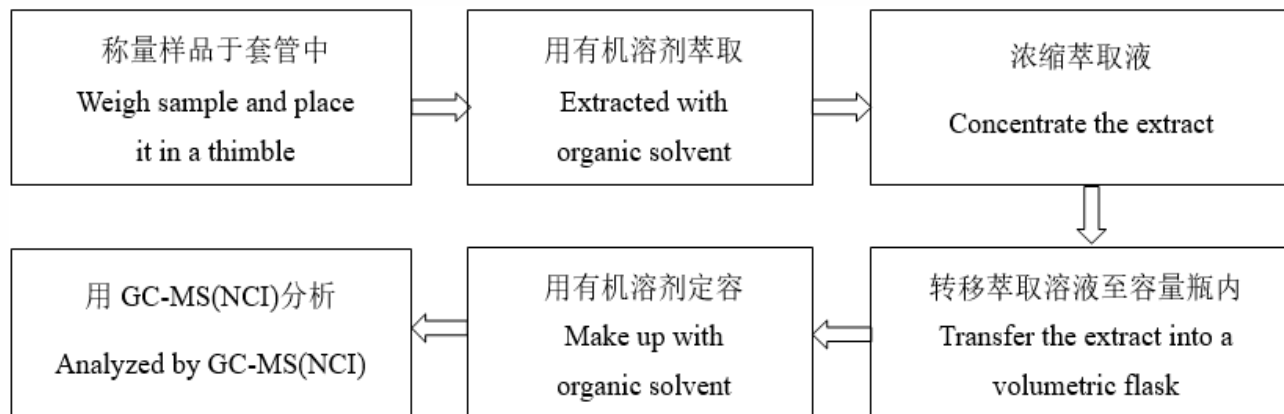 称量样品于套管中
Weigh sample and place
it in a thimble
用有机溶剂萃取
Extracted with
organic solvent
浓缩萃取液
Concentrate the extract
转移萃取溶液至容量瓶内
Transfer the extract into a
volumetric flask
用有机溶剂定容
Make up with
organic solvent
用 GC-MS(NCI)分析
Analyzed by GC-MS(NCI)